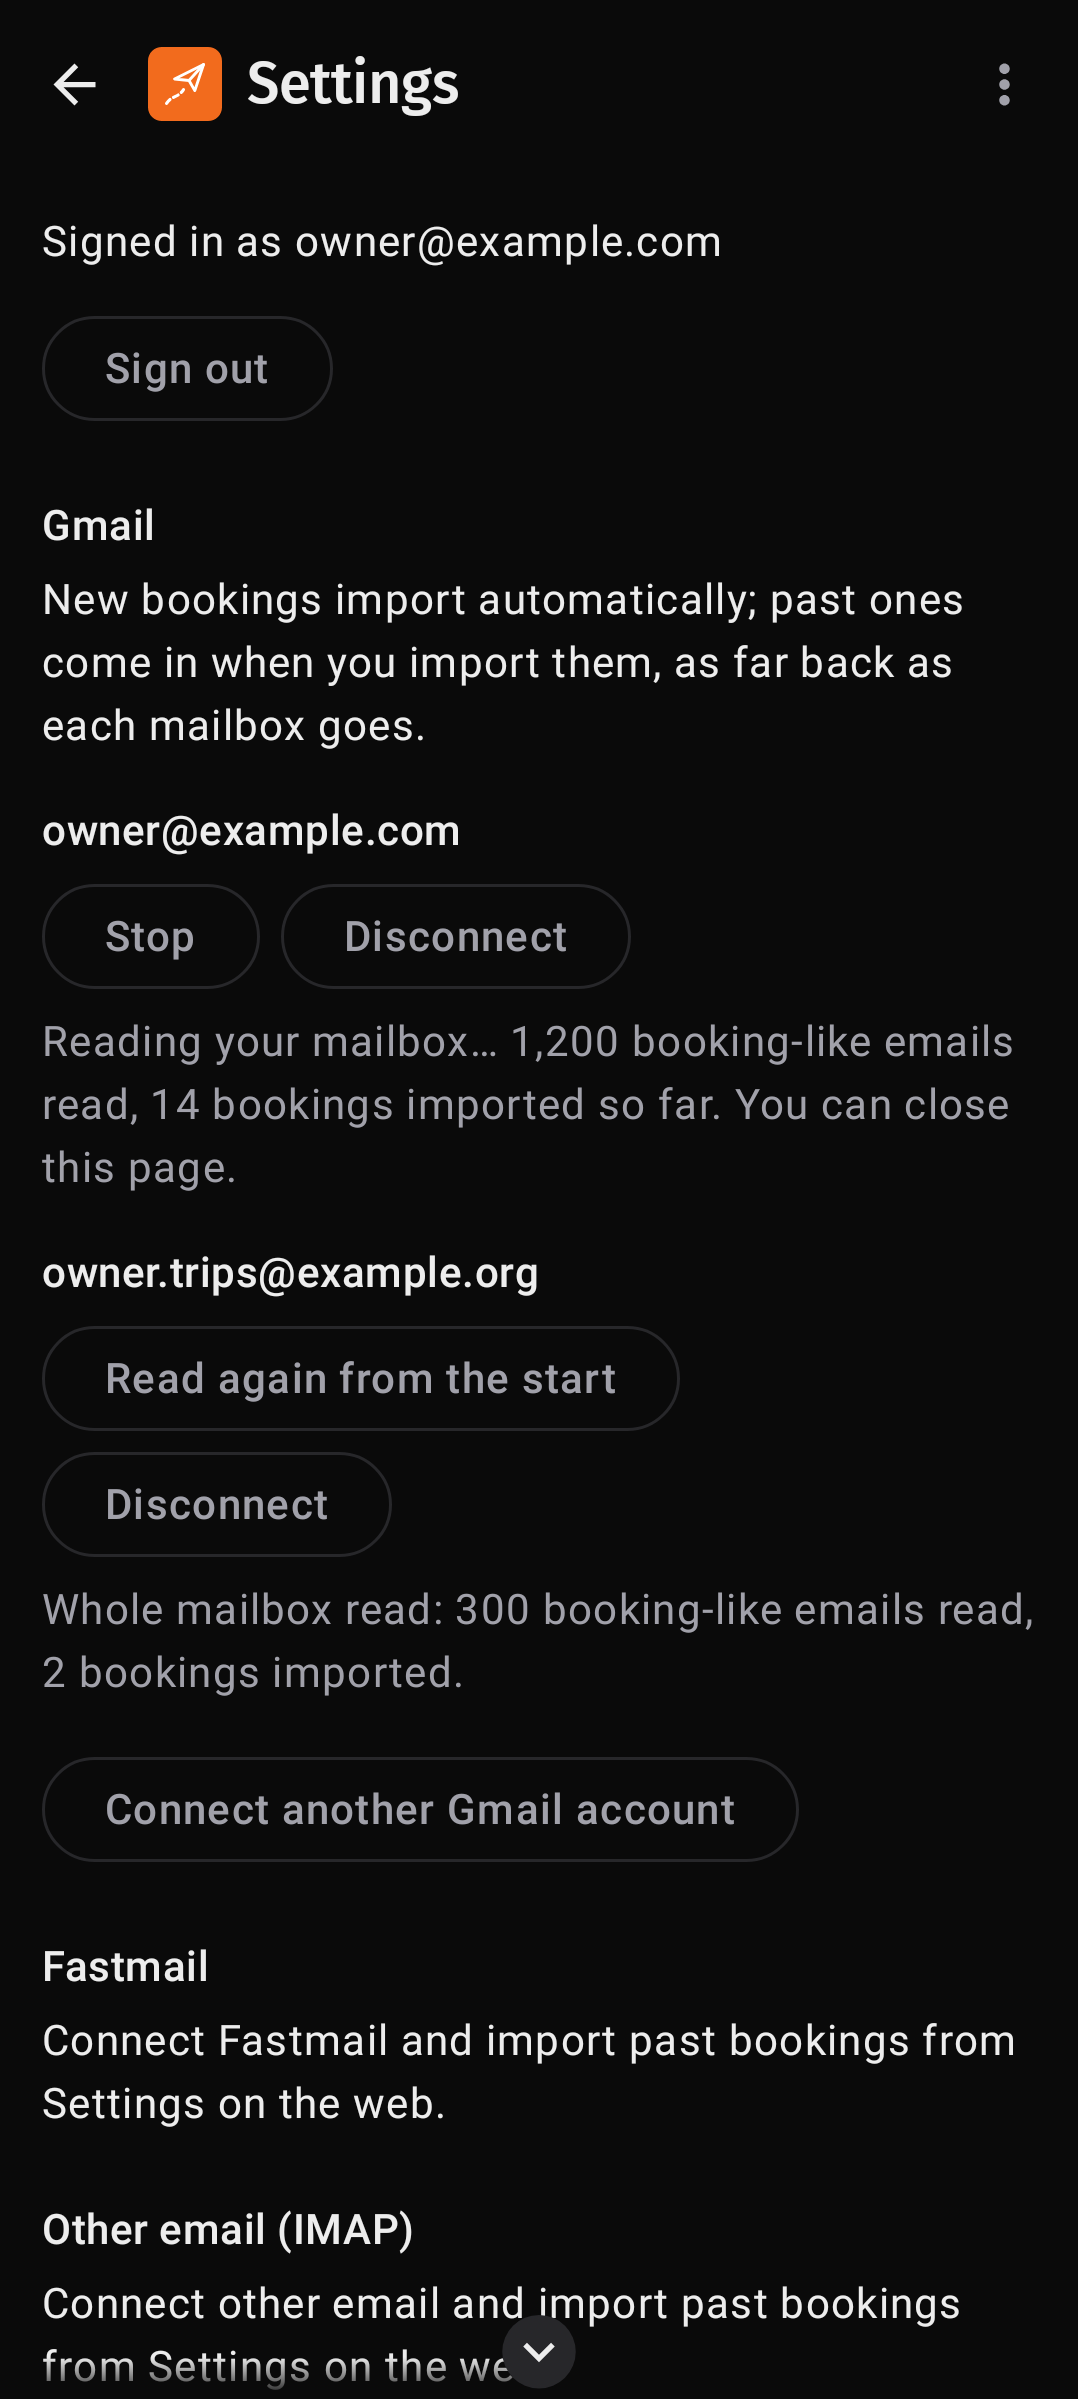 Settings
Signed in as owner@example.com
Sign out
Gmail
New bookings import automatically; past ones
come in when you import them, as far back as
each mailbox goes.
owner@example.com
Stop
Disconnect
Reading your mailbox... 1,200 booking-like emails
read, 14 bookings imported so far. You can close
this page.
owner.trips@example.org
Read again from the start
Disconnect
Whole mailbox read: 300 booking-like emails read,
2 bookings imported.
Connect another Gmail account
Fastmail
Connect Fastmail and import past bookings from
Settings on the web.
Other email (IMAP)
Connect other email and import past bookings
from Settings on the